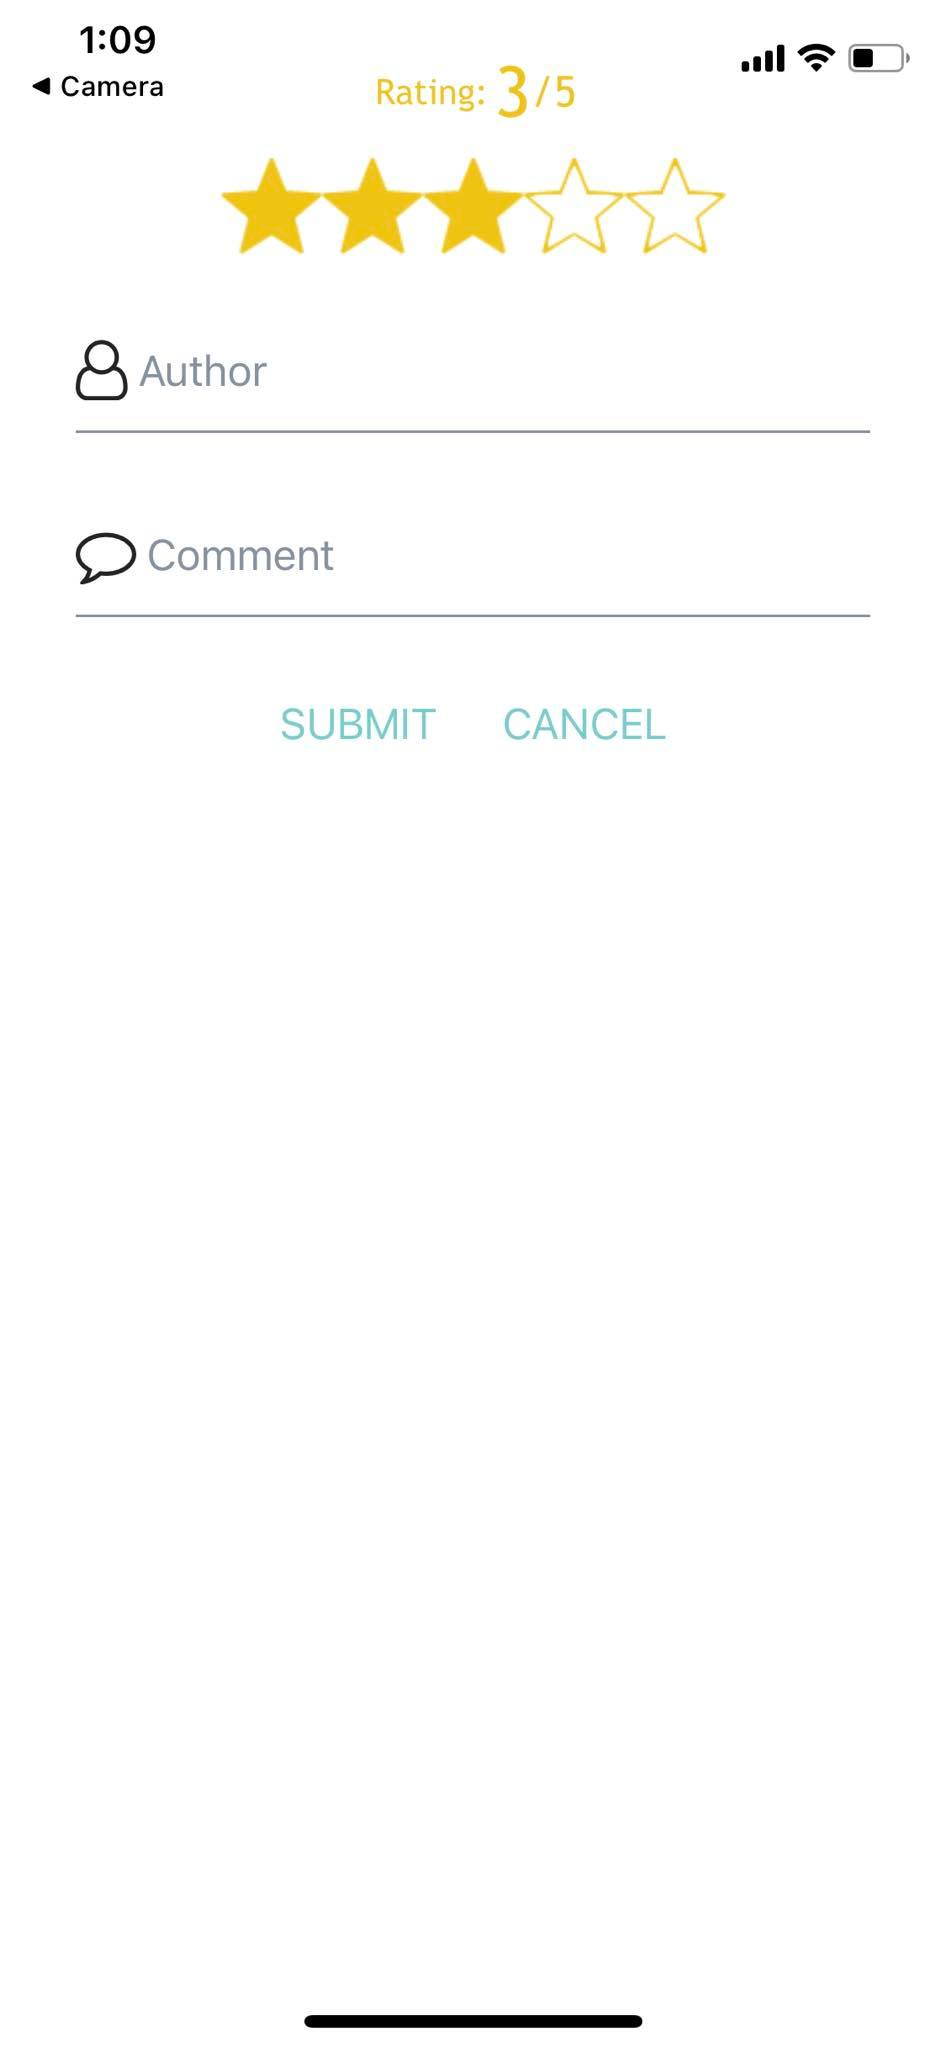 1:09
◀ Camera
Rating: 3/5
Author
Comment
SUBMIT CANCEL